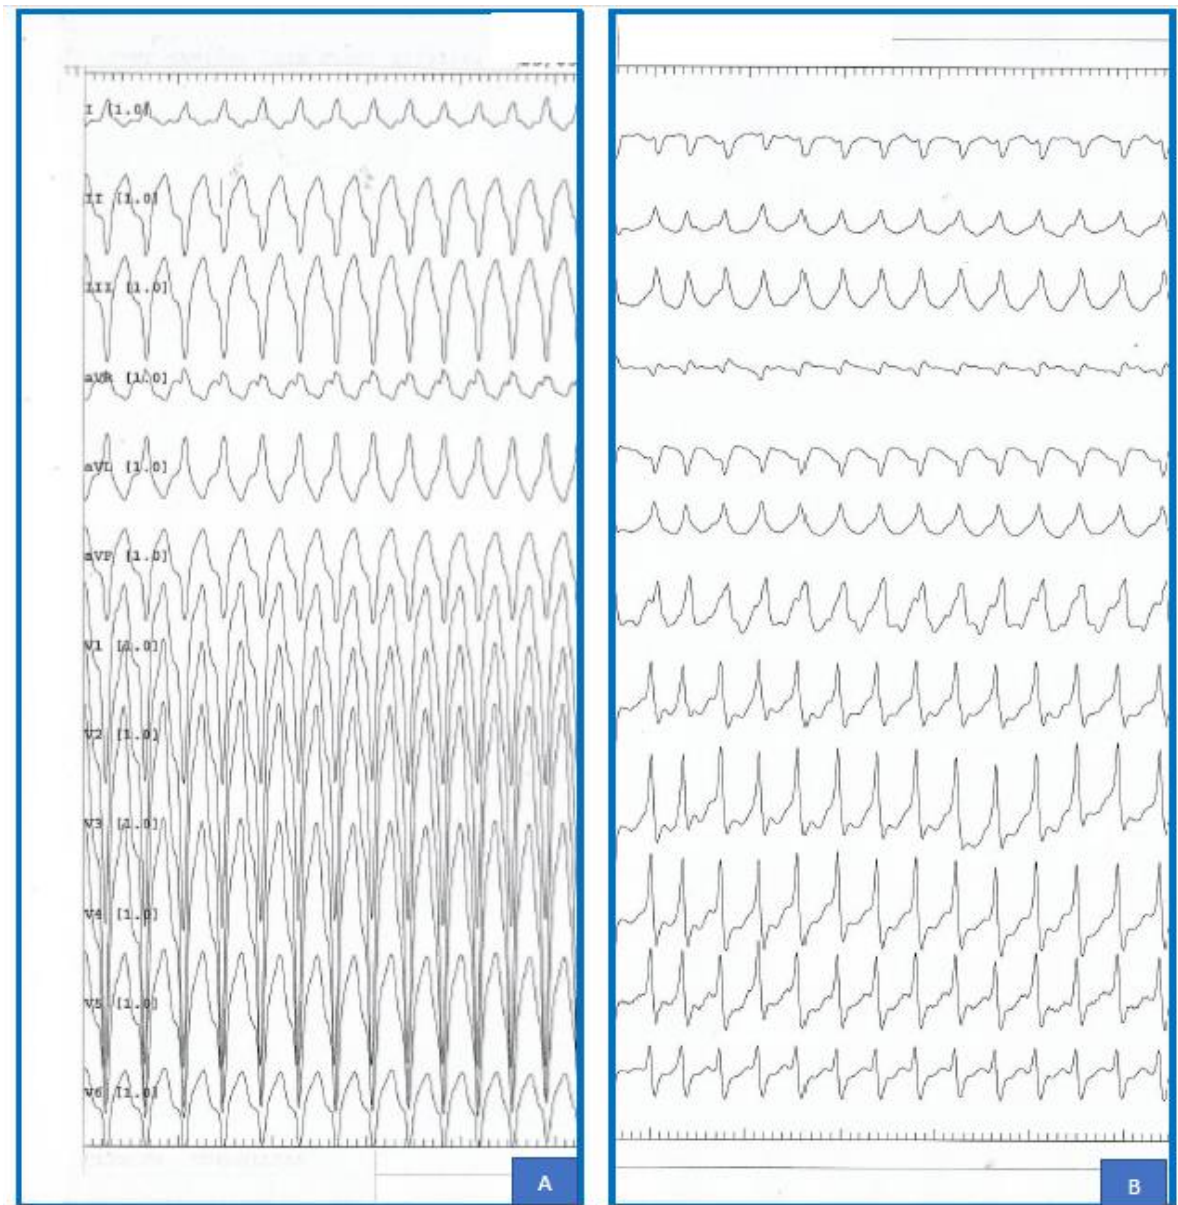 I [1.0]
II [1.0]
III [1.0]
aVR [1.0]
aVL [1.0]
aVF [1.0]
V1 [1.0]
V2 [1.0]
V3 [1.0]
V4 [1.0]
V5 [1.0]
V6 [1.0]
A
B